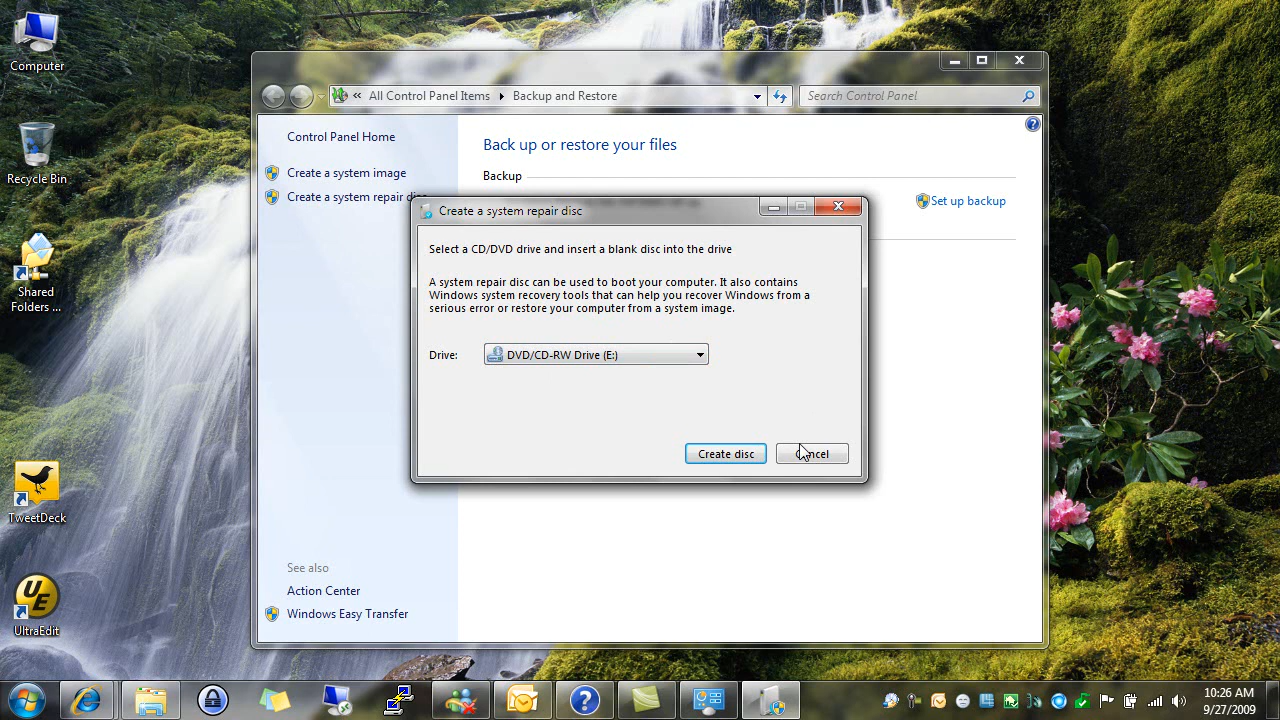 Computer
Recycle Bin
Shared
Folders ...
TweetDeck
UE
UltraEdit
« All Control Panel Items Backup and Restore
Search Control Panel
Control Panel Home
Create a system image
Create a system repair disc
See also
Action Center
Windows Easy Transfer
Back up or restore your files
Backup
Set up backup
Create a system repair disc
Select a CD/DVD drive and insert a blank disc into the drive
A system repair disc can be used to boot your computer. It also contains
Windows system recovery tools that can help you recover Windows from a
serious error or restore your computer from a system image.
Drive:
DVD/CD-RW Drive (E:)
Create disc
Cancel
10:26 AM
9/27/2009